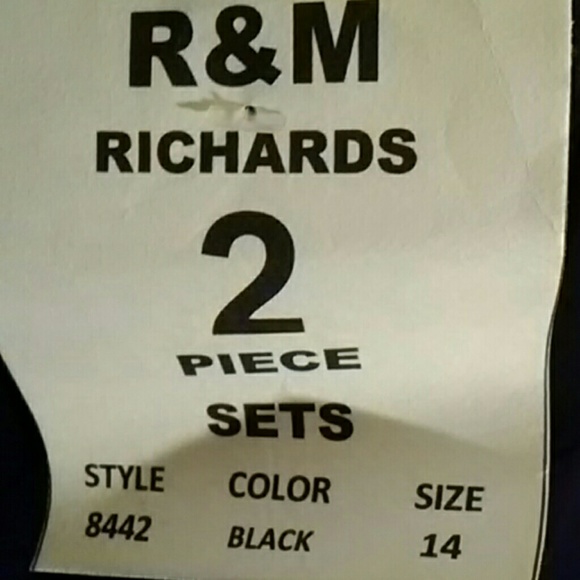 R&M
RICHARDS
2
PIECE
SETS
STYLE COLOR SIZE
8442 BLACK 14